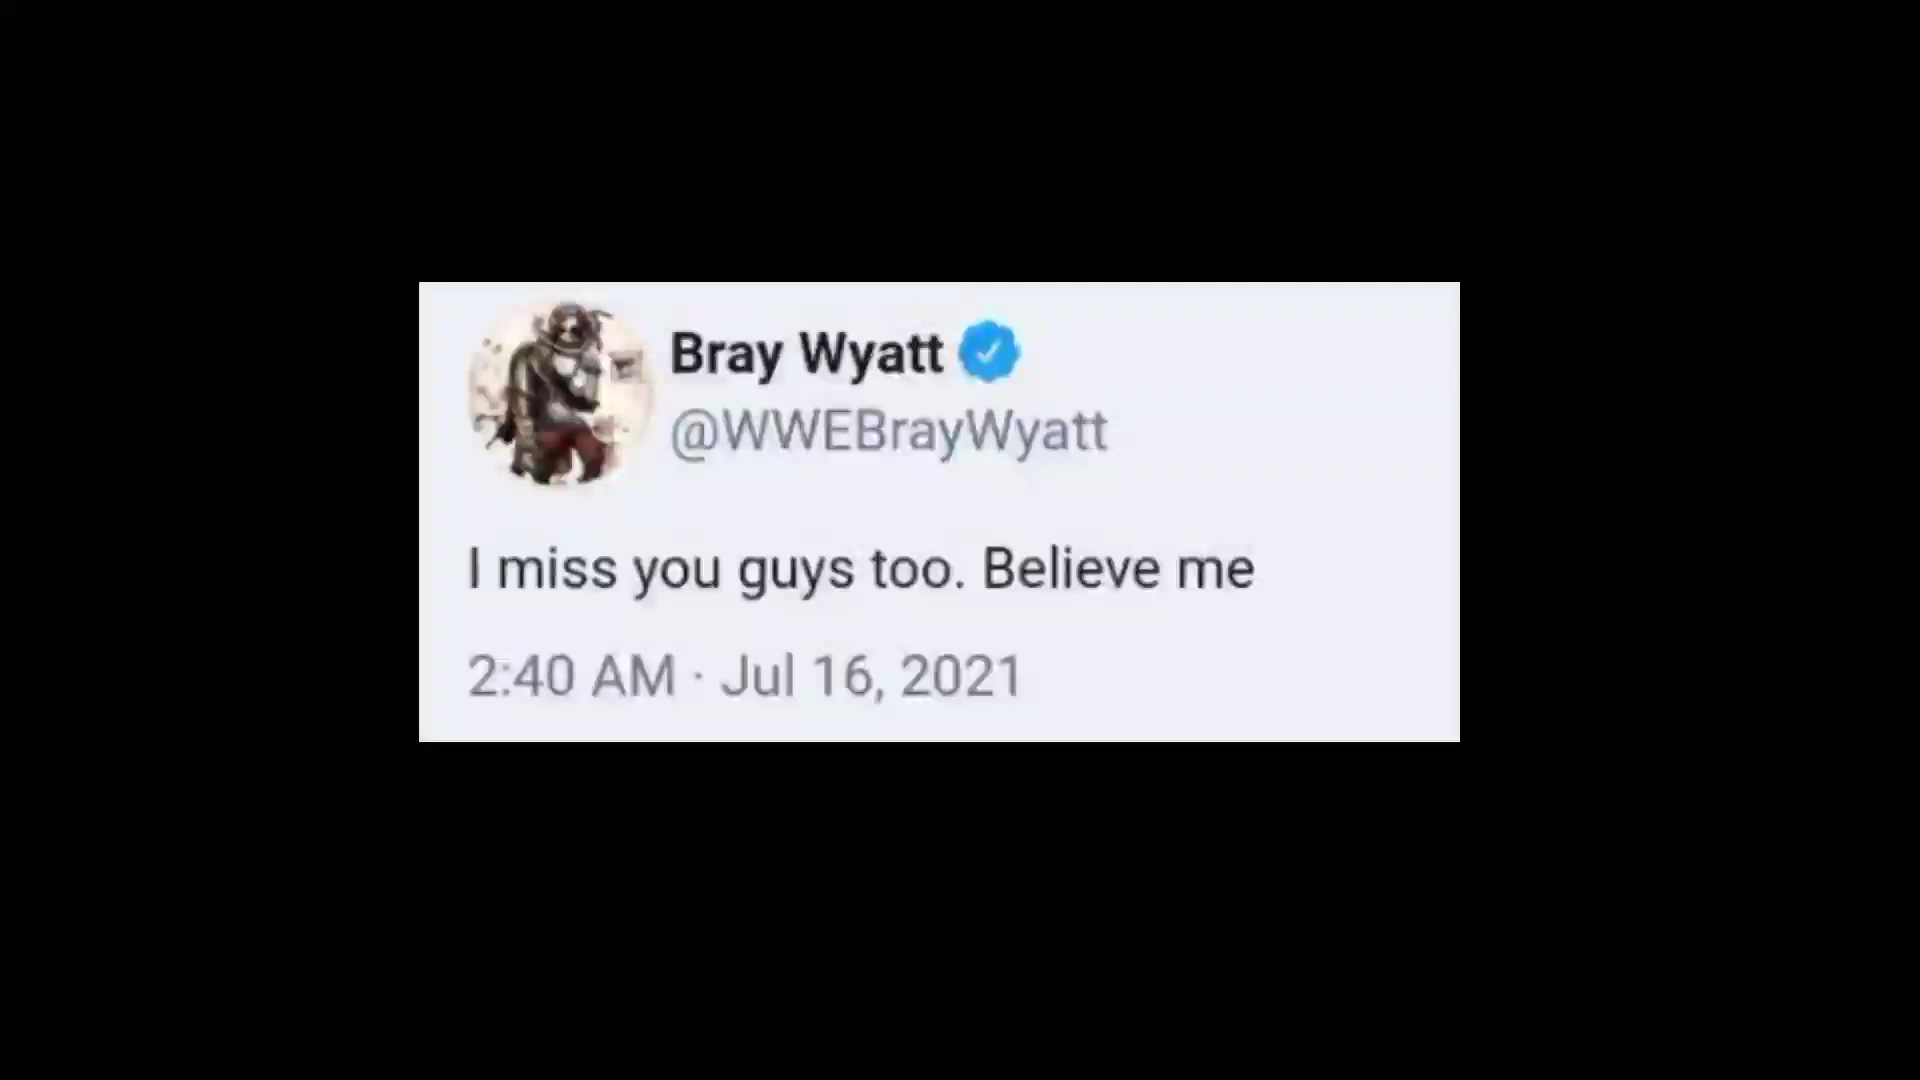 Bray Wyatt
@WWEBrayWyatt
I miss you guys too. Believe me
2:40 AM · Jul 16, 2021